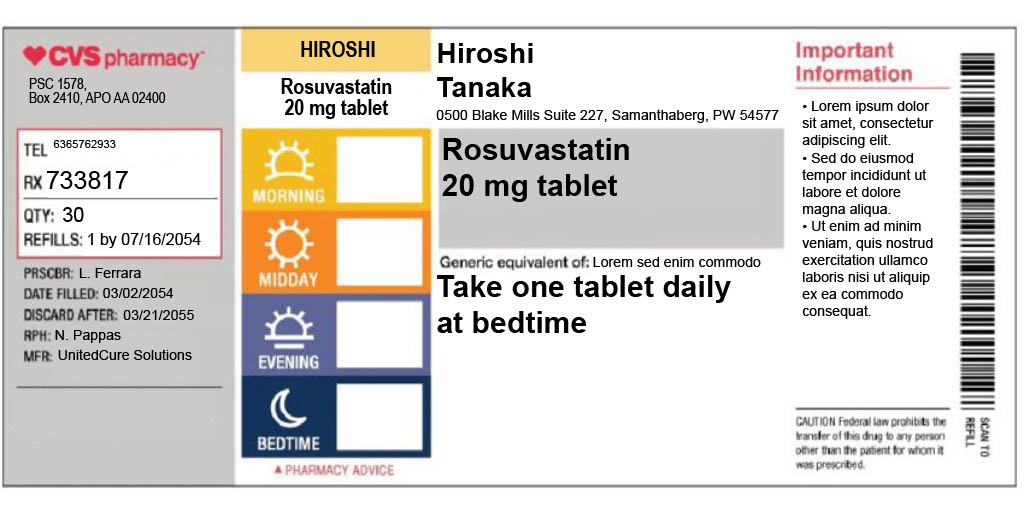 CVS pharmacy
PSC 1578,
Box 2410, APO AA 02400
TEL 6365762933
RX 733817
QTY: 30
REFILLS: 1 by 07/16/2054
PRSCBR: L. Ferrara
DATE FILLED: 03/02/2054
DISCARD AFTER: 03/21/2055
RPH: N. Pappas
MFR: UnitedCure Solutions
HIROSHI
Rosuvastatin
20 mg tablet
MORNING
MIDDAY
EVENING
BEDTIME
▲ PHARMACY ADVICE
Hiroshi
Tanaka
0500 Blake Mills Suite 227, Samanthaberg, PW 54577
Rosuvastatin
20 mg tablet
Generic equivalent of: Lorem sed enim commodo
Take one tablet daily
at bedtime
Important
Information
• Lorem ipsum dolor
sit amet, consectetur
adipiscing elit.
• Sed do eiusmod
tempor incididunt ut
labore et dolore
magna aliqua.
• Ut enim ad minim
veniam, quis nostrud
exercitation ullamco
laboris nisi ut aliquip
ex ea commodo
consequat.
CAUTION Federal law prohibits the
transfer of this drug to any person
other than the patient for whom it
was prescribed.
SCAN TO
REFILL